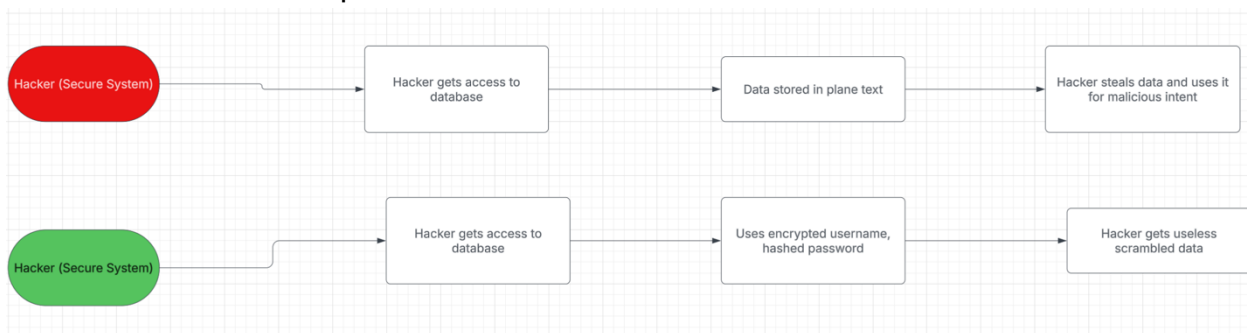 Hacker (Secure System)
Hacker gets access to
database
Data stored in plane text
Hacker steals data and uses it
for malicious intent
Hacker (Secure System)
Hacker gets access to
database
Uses encrypted username,
hashed password
Hacker gets useless
scrambled data